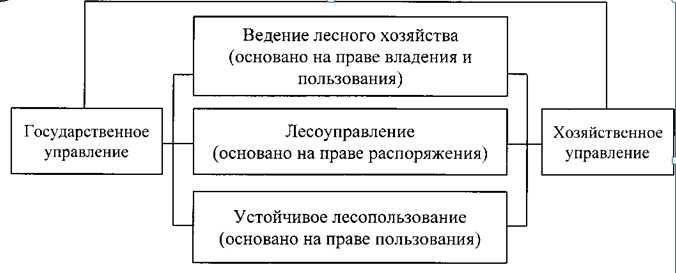 Ведение лесного хозяйства
(основано на праве владения и
пользования)
Государственное
управление
Лесоуправление
(основано на праве распоряжения)
Хозяйственное
управление
Устойчивое лесопользование
(основано на праве пользования)